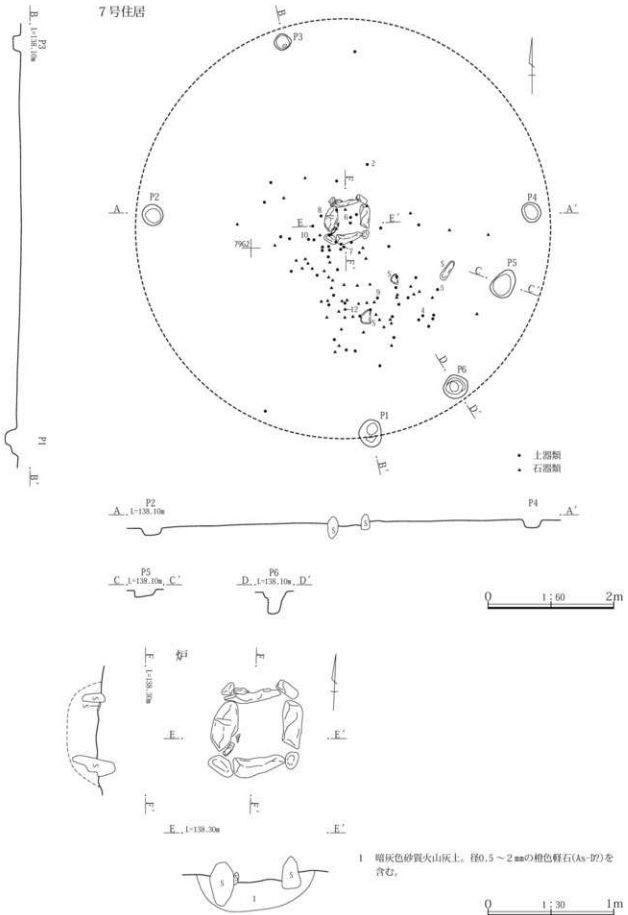 7号住居
B
L=138.10m
P3
P1
B′
B
P3
2
A
P2
P4
A′
8
6
E
E′
10
7
F
F′
7962
S
S
C
P5
C′
9
12
S
4
D
P6
D′
P1
B′
● 土器類
▲ 石器類
A
P2
L=138.10m
S
S
P4
A′
P5
C L=138.10m C′
P6
D L=138.10m D′
0 1:60 2m
炉
F
L=138.30m
F′
S
S
S
F
E
E′
F′
E L=138.30m E′
S
S
1
1 暗灰色砂質火山灰土。径0.5～2㎜の橙色軽石(As-D?)を
含む。
0 1:30 1m